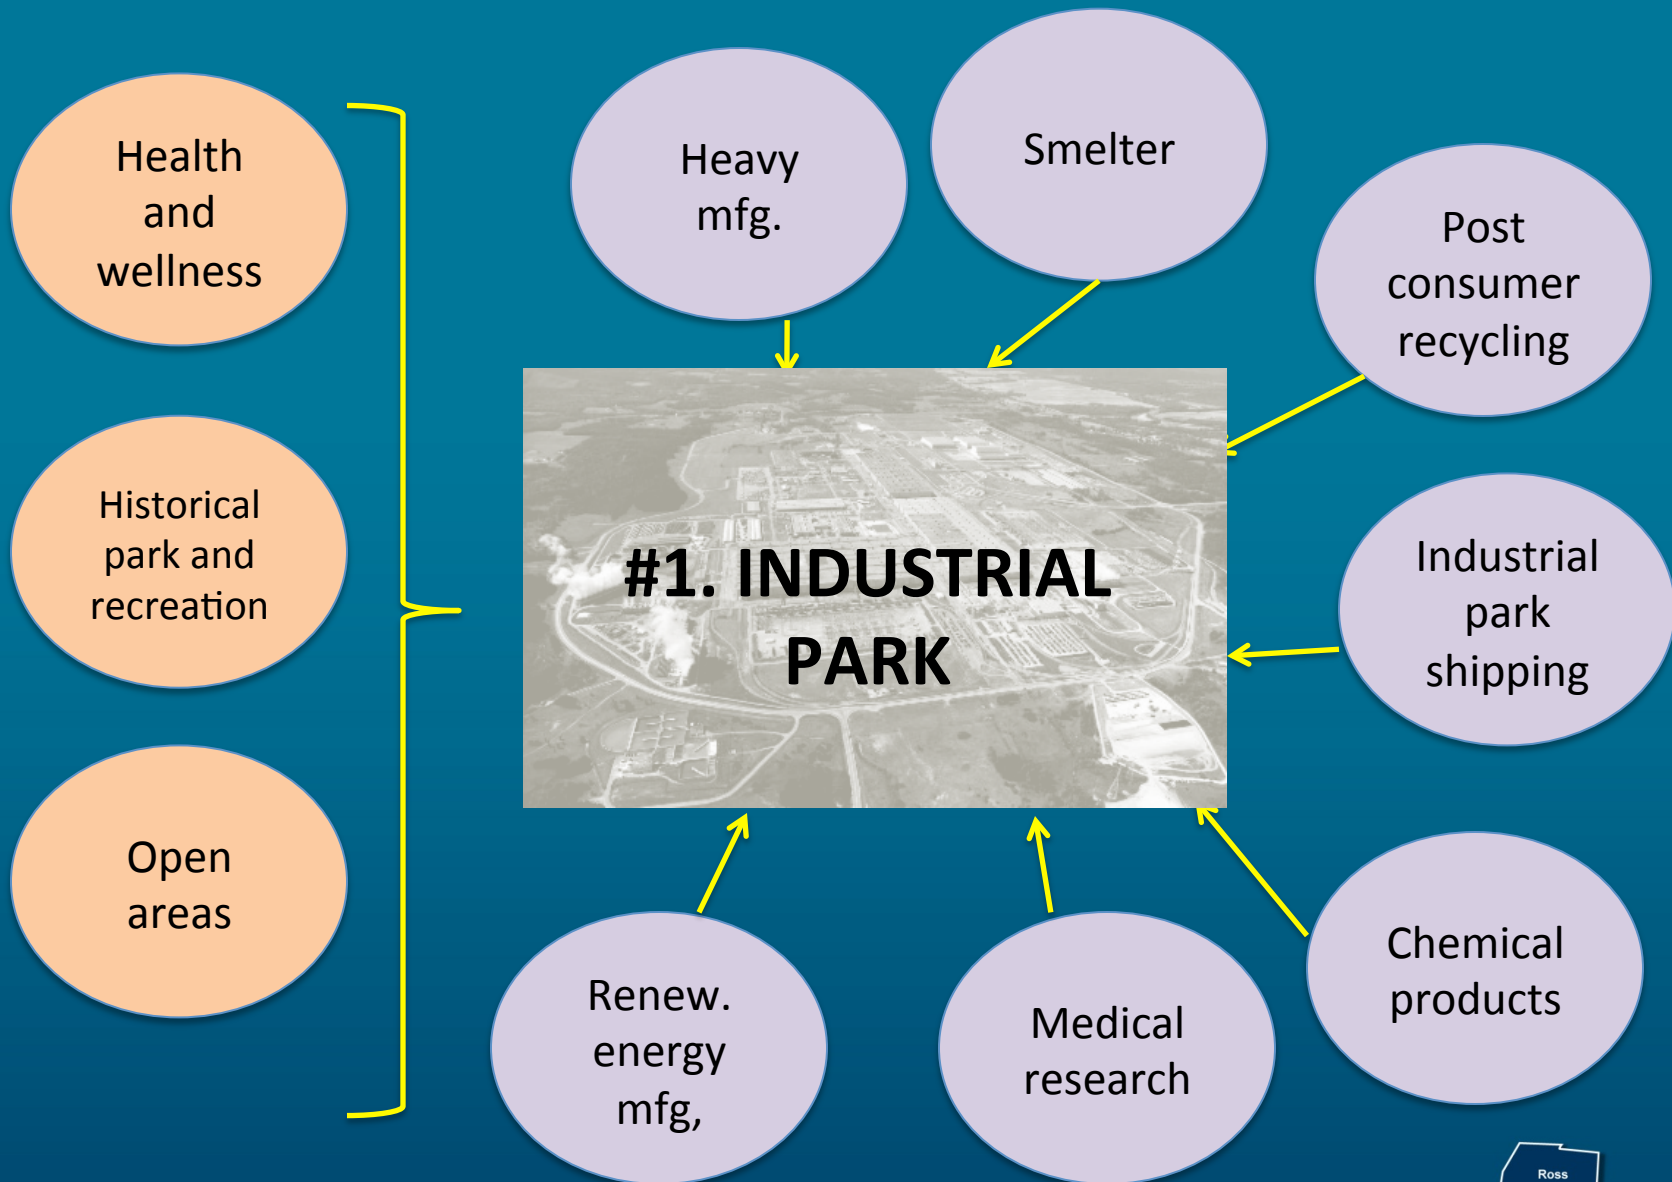 Health
and
wellness
Historical
park and
recreation
Open
areas
Heavy
mfg.
Smelter
Post
consumer
recycling
Industrial
park
shipping
Chemical
products
Medical
research
Renew.
energy
mfg,
#1. INDUSTRIAL
PARK
Ross